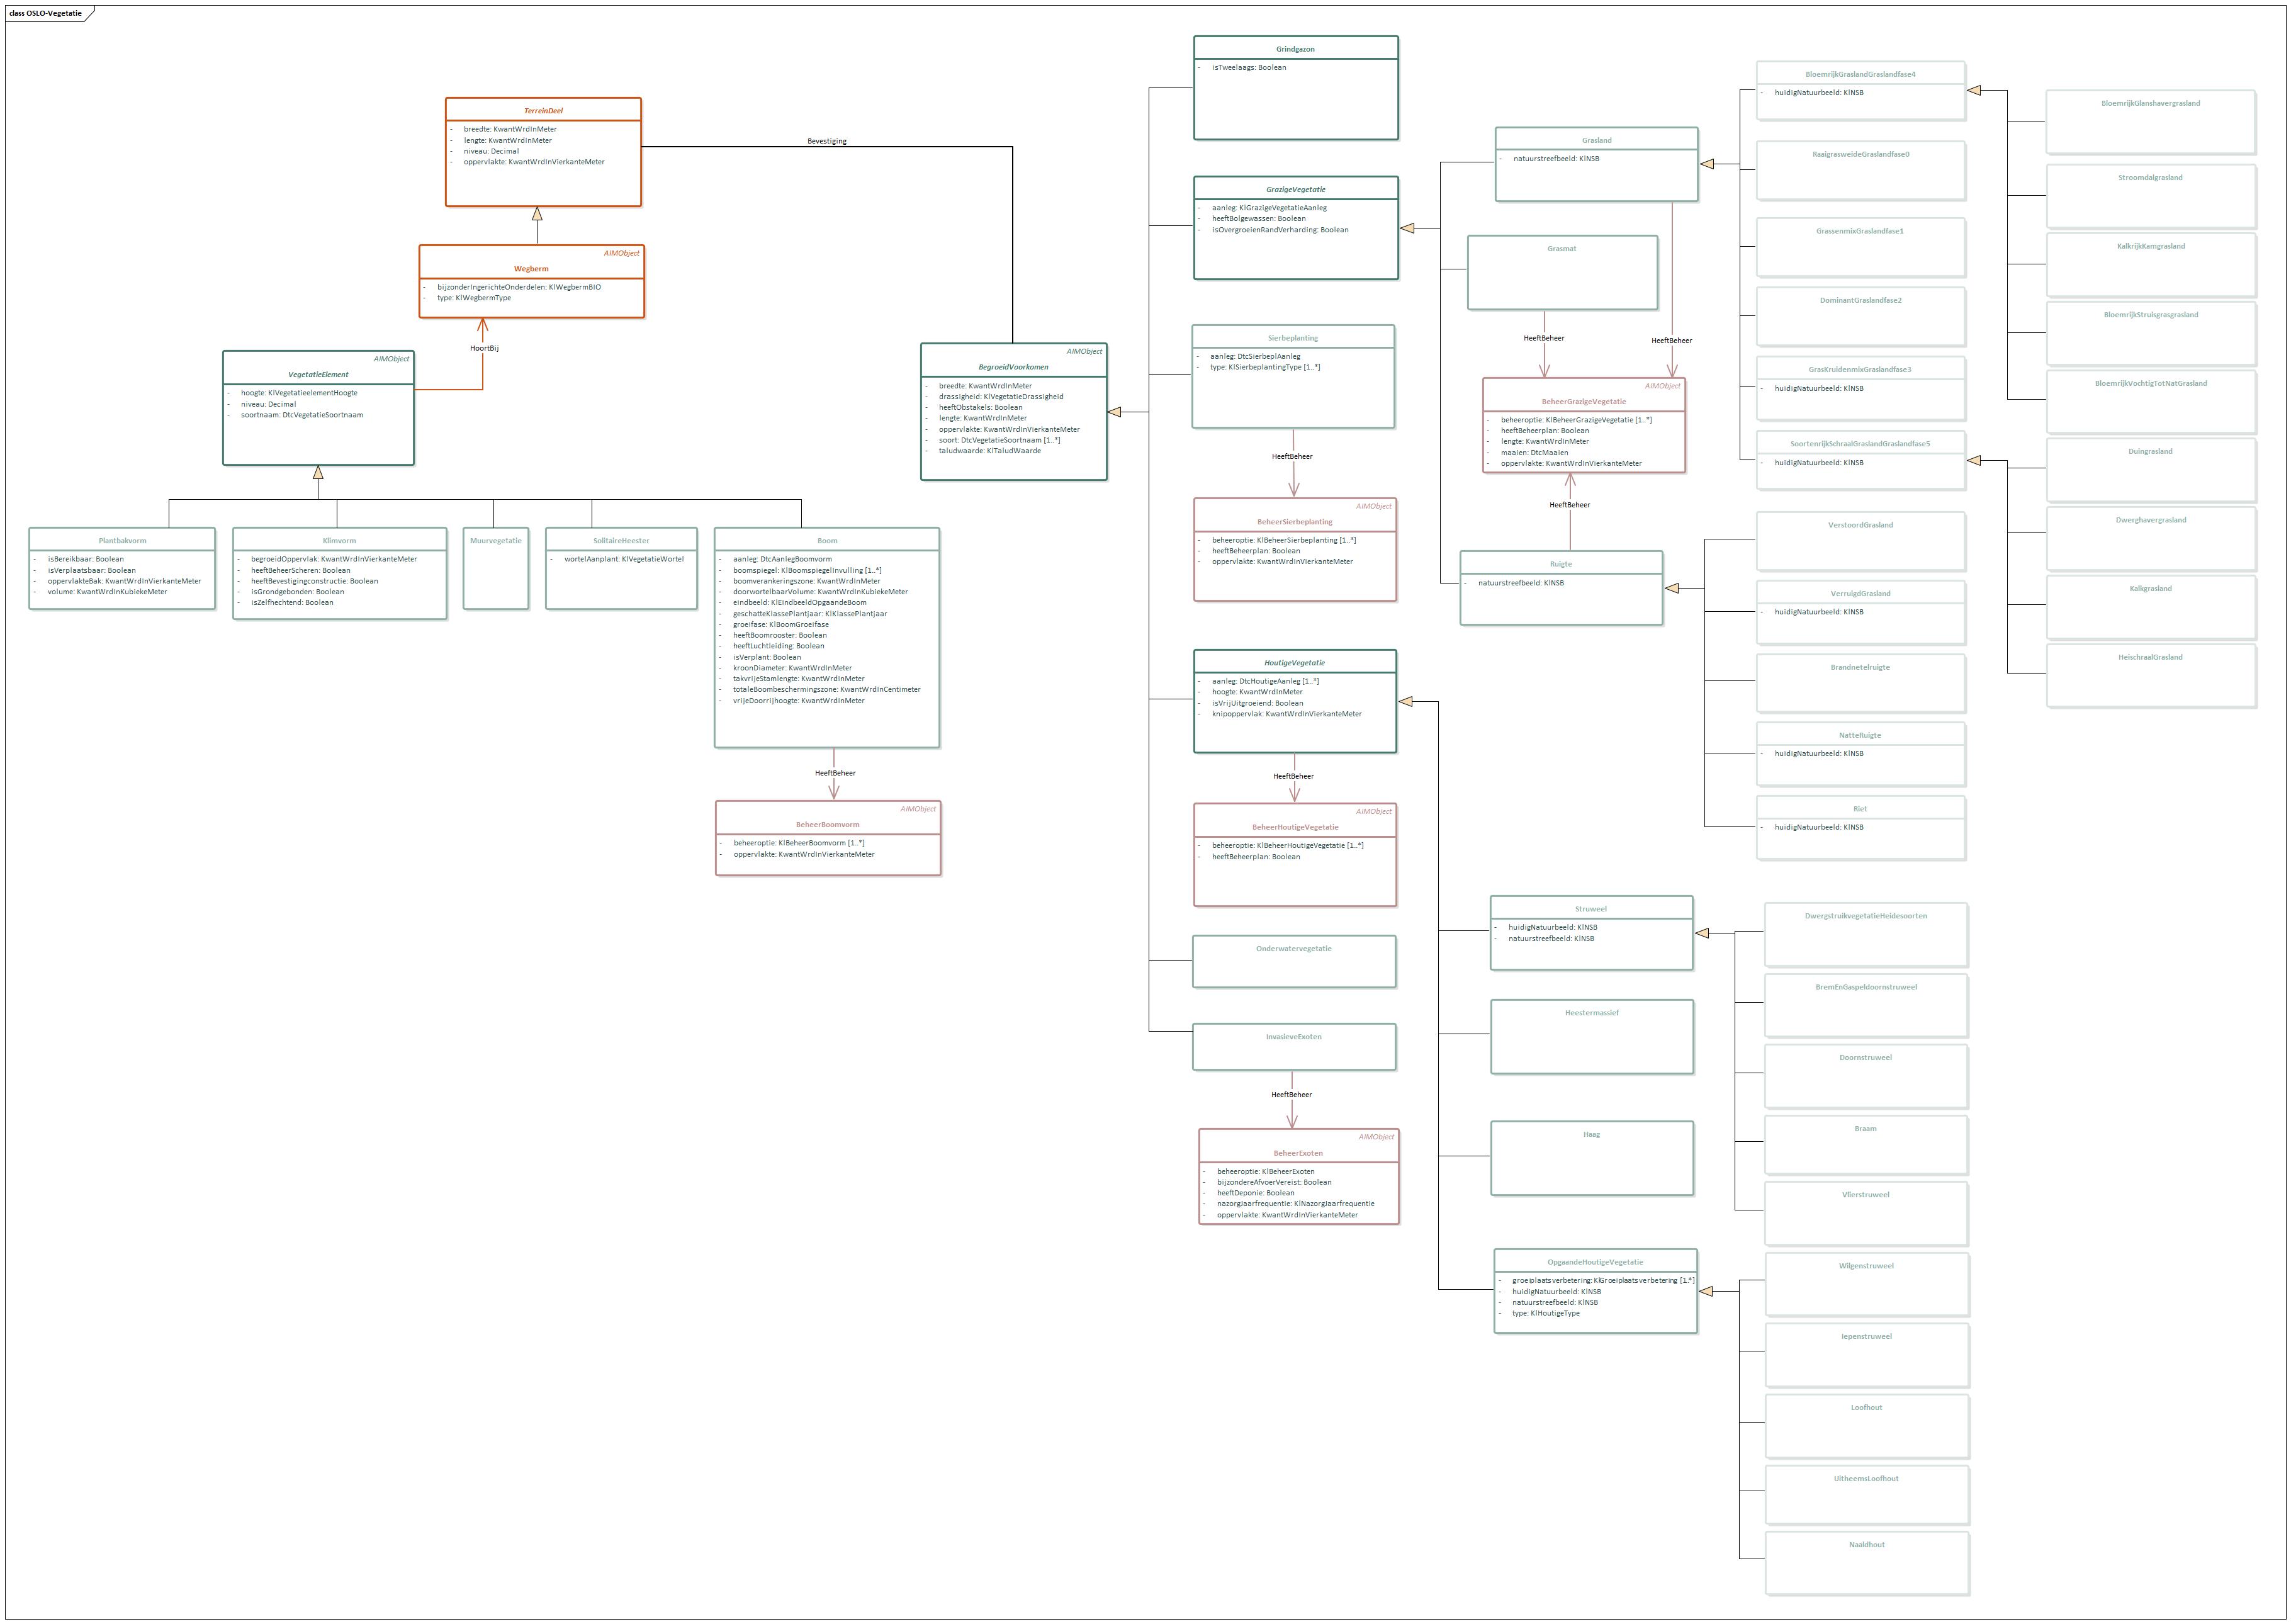 class OSLO-Vegetatie
TerreinDeel
- breedte: KwantWrdInMeter
- lengte: KwantWrdInMeter
- niveau: Decimal
- oppervlakte: KwantWrdInVierkanteMeter
Bevestiging
AIMObject
Wegberm
- bijzonderIngerichteOnderdelen: KlWegbermBIO
- type: KlWegbermType
HoortBij
AIMObject
VegetatieElement
- hoogte: KlVegetatieelementHoogte
- niveau: Decimal
- soortnaam: DtcVegetatieSoortnaam
Plantbakvorm
- isBereikbaar: Boolean
- isVerplaatsbaar: Boolean
- oppervlakteBak: KwantWrdInVierkanteMeter
- volume: KwantWrdInKubiekeMeter
Klimvorm
- begroeidOppervlak: KwantWrdInVierkanteMeter
- heeftBeheerScheren: Boolean
- heeftBevestigingconstructie: Boolean
- isGrondgebonden: Boolean
- isZelfhechtend: Boolean
Muurvegetatie
SolitaireHeester
- wortelAanplant: KlVegetatieWortel
Boom
- aanleg: DtcAanlegBoomvorm
- boomspiegel: KlBoomspiegelInvulling [1..*]
- boomverankeringszone: KwantWrdInMeter
- doorwortelbaarVolume: KwantWrdInKubiekeMeter
- eindbeeld: KlEindbeeldOpgaandeBoom
- geschatteKlassePlantjaar: KlKlassePlantjaar
- groeifase: KlBoomGroeifase
- heeftBoomrooster: Boolean
- heeftLuchtleiding: Boolean
- isVerplant: Boolean
- kroonDiameter: KwantWrdInMeter
- takvrijeStamlengte: KwantWrdInMeter
- totaleBoombeschermingszone: KwantWrdInCentimeter
- vrijeDoorrijhoogte: KwantWrdInMeter
HeeftBeheer
AIMObject
BeheerBoomvorm
- beheeroptie: KlBeheerBoomvorm [1..*]
- oppervlakte: KwantWrdInVierkanteMeter
AIMObject
BegroeidVoorkomen
- breedte: KwantWrdInMeter
- drassigheid: KlVegetatieDrassigheid
- heeftObstakels: Boolean
- lengte: KwantWrdInMeter
- oppervlakte: KwantWrdInVierkanteMeter
- soort: DtcVegetatieSoortnaam [1..*]
- taludwaarde: KlTaludWaarde
Grindgazon
- isTweelaags: Boolean
GrazigeVegetatie
- aanleg: KlGrazigeVegetatieAanleg
- heeftBolgewassen: Boolean
- isOvergroeienRandVerharding: Boolean
Sierbeplanting
- aanleg: DtcSierbeplAanleg
- type: KlSierbeplantingType [1..*]
HeeftBeheer
AIMObject
BeheerSierbeplanting
- beheeroptie: KlBeheerSierbeplanting [1..*]
- heeftBeheerplan: Boolean
- oppervlakte: KwantWrdInVierkanteMeter
HoutigeVegetatie
- aanleg: DtcHoutigeAanleg [1..*]
- hoogte: KwantWrdInMeter
- isVrijUitgroeiend: Boolean
- knipoppervlak: KwantWrdInVierkanteMeter
HeeftBeheer
AIMObject
BeheerHoutigeVegetatie
- beheeroptie: KlBeheerHoutigeVegetatie [1..*]
- heeftBeheerplan: Boolean
Onderwatervegetatie
InvasieveExoten
HeeftBeheer
AIMObject
BeheerExoten
- beheeroptie: KlBeheerExoten
- bijzondereAfvoerVereist: Boolean
- heeftDeponie: Boolean
- nazorgJaarfrequentie: KlNazorgJaarfrequentie
- oppervlakte: KwantWrdInVierkanteMeter
Grasland
- natuurstreefbeeld: KlNSB
Grasmat
HeeftBeheer
HeeftBeheer
AIMObject
BeheerGrazigeVegetatie
- beheeroptie: KlBeheerGrazigeVegetatie [1..*]
- heeftBeheerplan: Boolean
- lengte: KwantWrdInMeter
- maaien: DtcMaaien
- oppervlakte: KwantWrdInVierkanteMeter
HeeftBeheer
Ruigte
- natuurstreefbeeld: KlNSB
Struweel
- huidigNatuurbeeld: KlNSB
- natuurstreefbeeld: KlNSB
Heestermassief
Haag
OpgaandeHoutigeVegetatie
- groeiplaatsverbetering: KlGroeiplaatsverbetering [1..*]
- huidigNatuurbeeld: KlNSB
- natuurstreefbeeld: KlNSB
- type: KlHoutigeType
BloemrijkGraslandGraslandfase4
- huidigNatuurbeeld: KlNSB
RaaigrasweideGraslandfase0
GrassenmixGraslandfase1
DominantGraslandfase2
GrasKruidenmixGraslandfase3
- huidigNatuurbeeld: KlNSB
SoortenrijkSchraalGraslandGraslandfase5
- huidigNatuurbeeld: KlNSB
VerstoordGrasland
VerruigdGrasland
- huidigNatuurbeeld: KlNSB
Brandnetelruigte
NatteRuigte
- huidigNatuurbeeld: KlNSB
Riet
- huidigNatuurbeeld: KlNSB
DwergstruikvegetatieHeidesoorten
BremEnGaspeldoornstruweel
Doornstruweel
Braam
Vlierstruweel
Wilgenstruweel
Iepenstruweel
Loofhout
UitheemsLoofhout
Naaldhout
BloemrijkGlanshavergrasland
Stroomdalgrasland
KalkrijkKamgrasland
BloemrijkStruisgrasgrasland
BloemrijkVochtigTotNatGrasland
Duingrasland
Dwerghavergrasland
Kalkgrasland
HeischraalGrasland